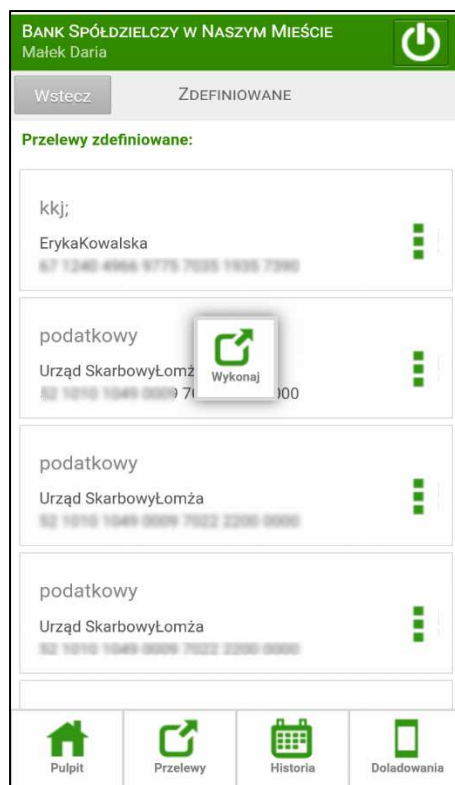 BANK SPÓŁDZIELCZY W NASZYM MIEŚCIE
Małek Daria
Wstecz
ZDEFINIOWANE
Przelewy zdefiniowane:
kkj;
ErykaKowalska
podatkowy
Urząd SkarbowyŁomż
Wykonaj
podatkowy
Urząd SkarbowyŁomża
podatkowy
Urząd SkarbowyŁomża
Pulpit
Przelewy
Historia
Doladowania